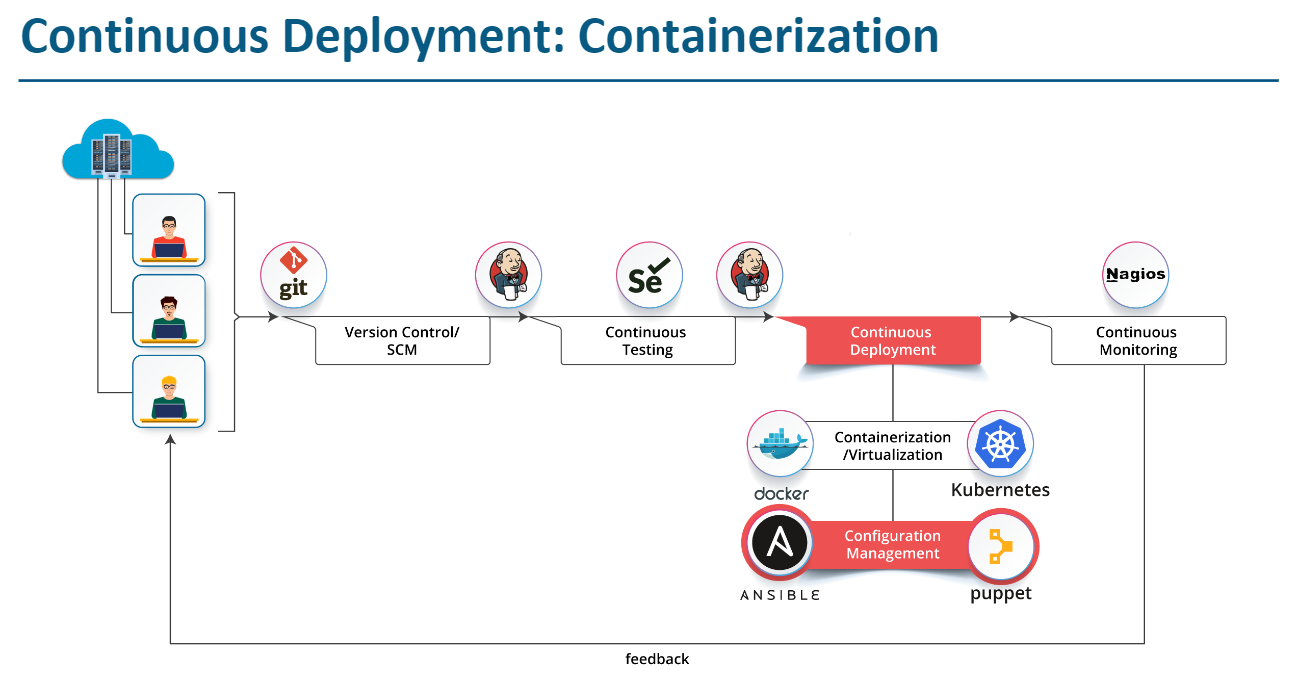 Continuous Deployment: Containerization
git
Version Control/
SCM
Se
Continuous
Testing
Continuous
Deployment
Nagios
Continuous
Monitoring
Containerization
/Virtualization
docker
Kubernetes
Configuration
Management
ANSIBLE
puppet
feedback